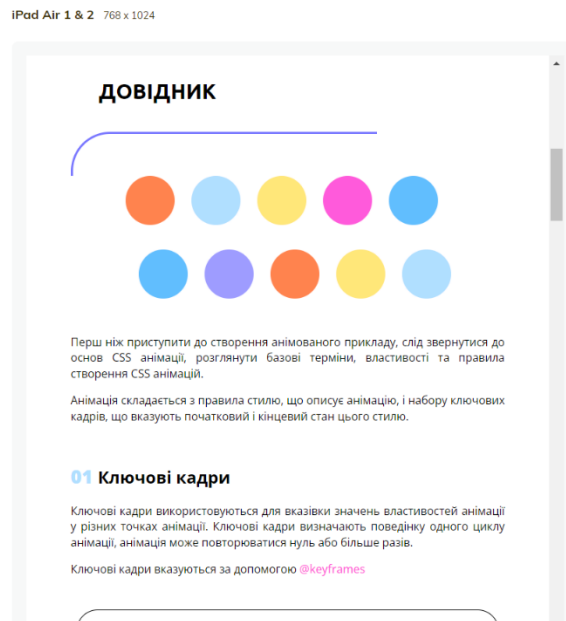 iPad Air 1 & 2 768 x 1024
ДОВІДНИК
Перш ніж приступити до створення анімованого прикладу, слід звернутися до
основ CSS анімації, розглянути базові терміни, властивості та правила
створення CSS анімацій.
Анімація складається з правила стилю, що описує анімацію, і набору ключових
кадрів, що вказують початковий і кінцевий стан цього стилю.
01 Ключові кадри
Ключові кадри використовуються для вказівки значень властивостей анімації
у різних точках анімації. Ключові кадри визначають поведінку одного циклу
анімації, анімація може повторюватися нуль або більше разів.
Ключові кадри вказуються за допомогою @keyframes